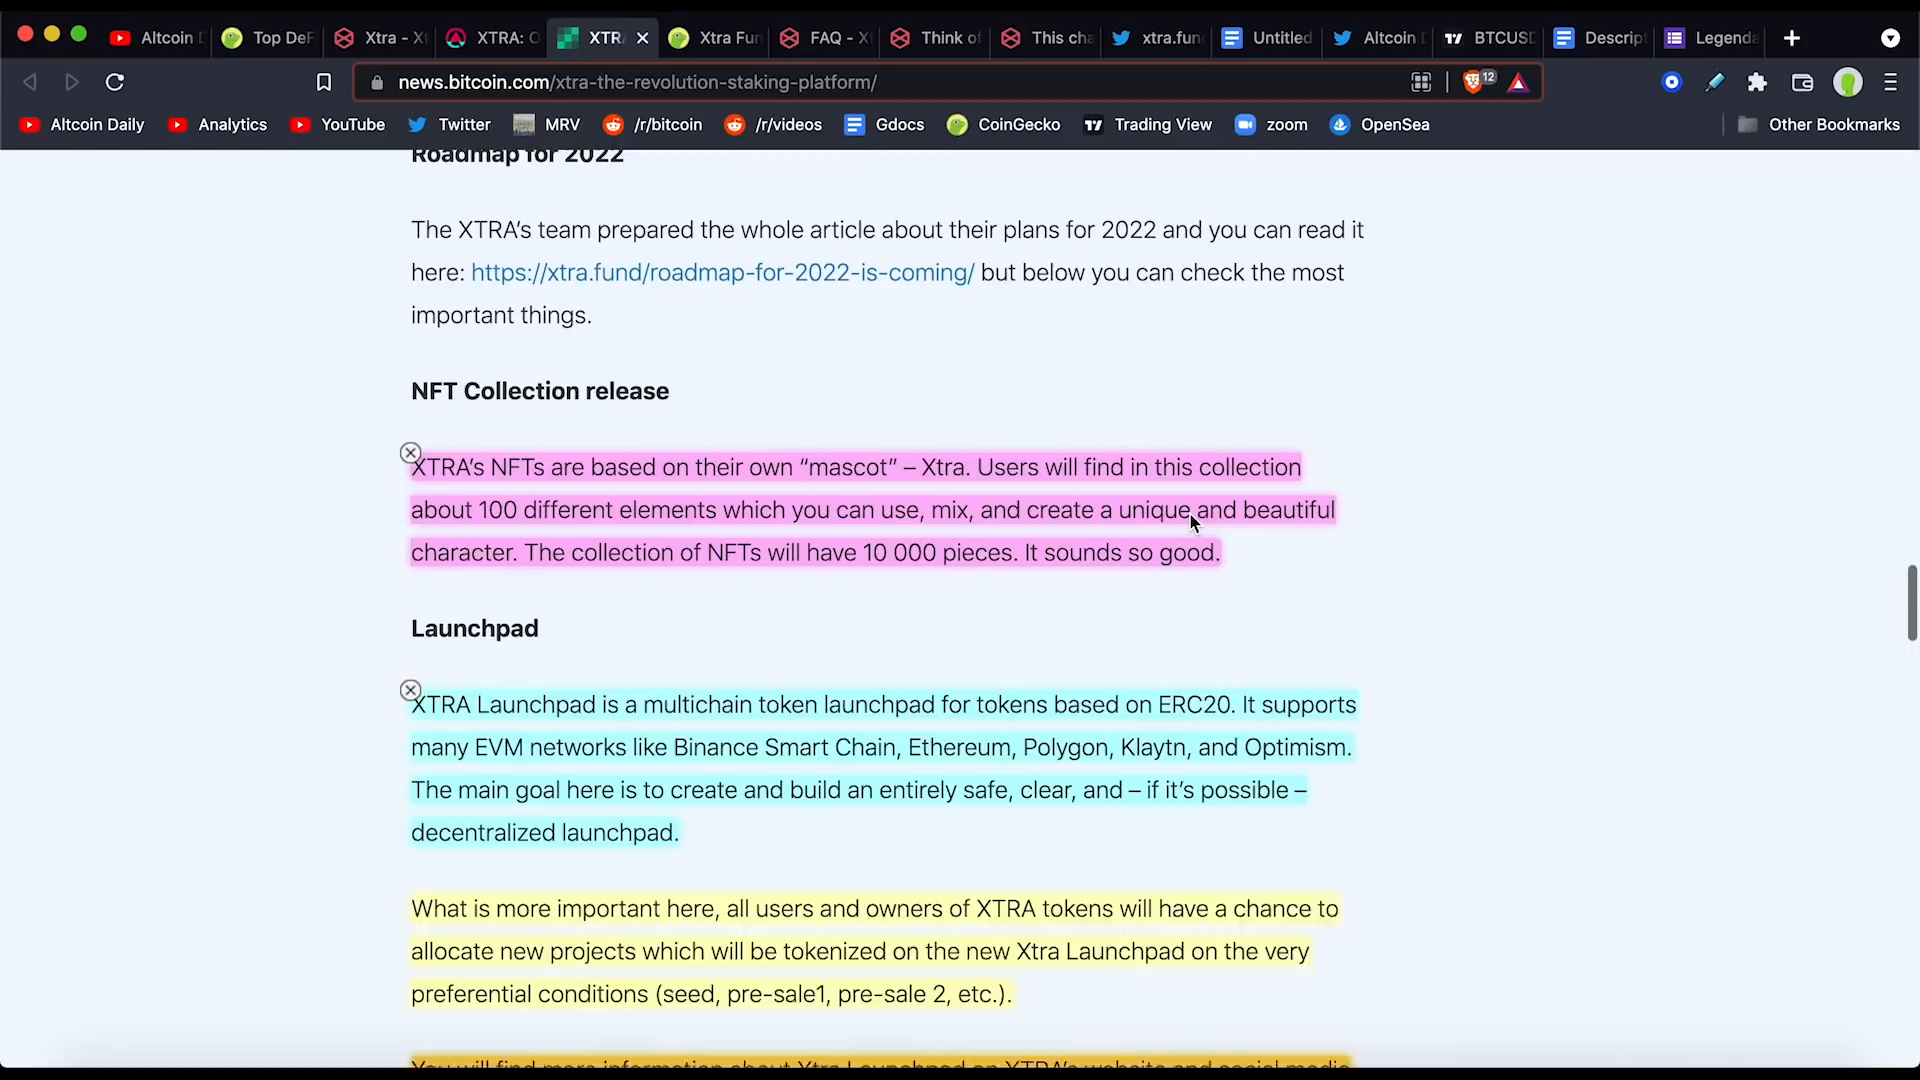 Altcoin D
Top DeF
Xtra - Xt
XTRA: O
XTR
Xtra Fun
FAQ - Xt
Think of
This cha
xtra.fun
Untitled
Altcoin D
BTCUSD
Descript
Legenda
news.bitcoin.com/xtra-the-revolution-staking-platform/
12
Altcoin Daily
Analytics
YouTube
Twitter
MRV
/r/bitcoin
/r/videos
Gdocs
CoinGecko
Trading View
zoom
OpenSea
Other Bookmarks
Roadmap for 2022
The XTRA’s team prepared the whole article about their plans for 2022 and you can read it
here: https://xtra.fund/roadmap-for-2022-is-coming/ but below you can check the most
important things.
NFT Collection release
XTRA’s NFTs are based on their own “mascot” – Xtra. Users will find in this collection
about 100 different elements which you can use, mix, and create a unique and beautiful
character. The collection of NFTs will have 10 000 pieces. It sounds so good.
Launchpad
XTRA Launchpad is a multichain token launchpad for tokens based on ERC20. It supports
many EVM networks like Binance Smart Chain, Ethereum, Polygon, Klaytn, and Optimism.
The main goal here is to create and build an entirely safe, clear, and – if it’s possible –
decentralized launchpad.
What is more important here, all users and owners of XTRA tokens will have a chance to
allocate new projects which will be tokenized on the new Xtra Launchpad on the very
preferential conditions (seed, pre-sale1, pre-sale 2, etc.).
You will find more information about Xtra Launchpad on XTRA’s website and social media